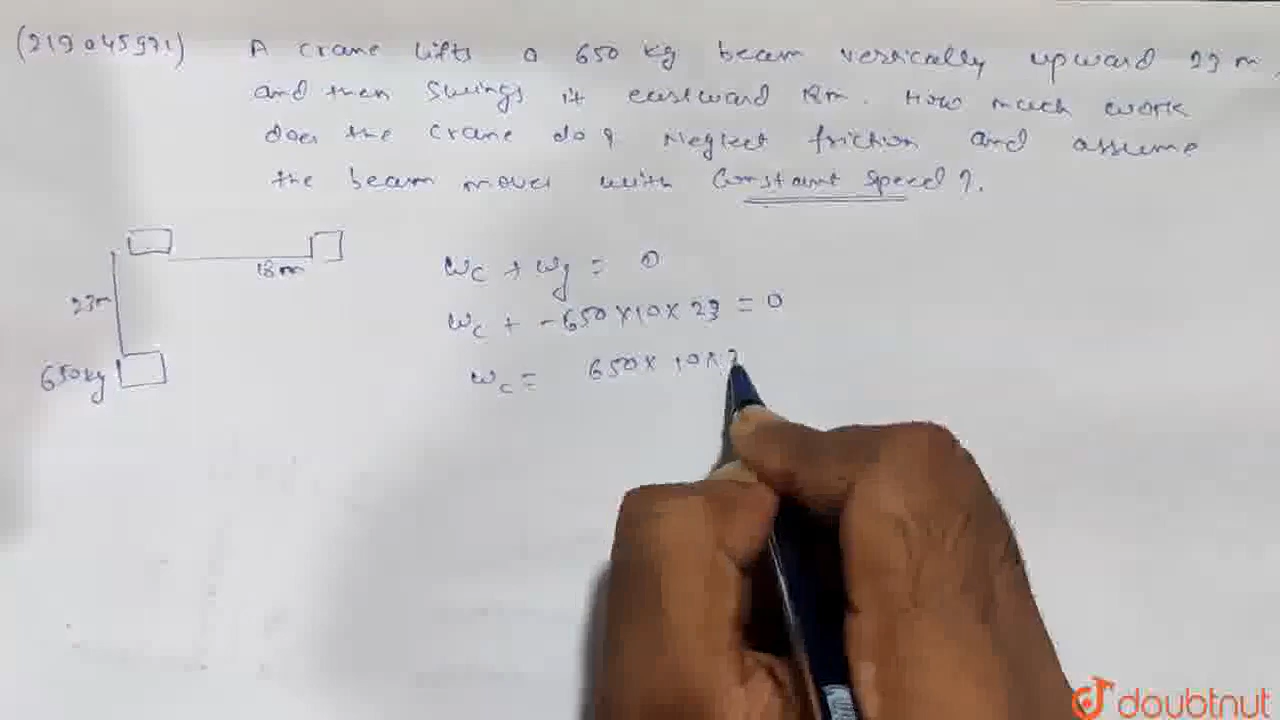 (219045971) A crane lifts a 650 kg beam vertically upward 23 m,
and then swings it eastward 18m. How much work
does the crane do? Neglect friction and assume
the beam moves with Constant speed?.
18m
23m
650kg
Wc + Wg = 0
Wc + -650×10×23 = 0
Wc = 650× 10×2
doubtnut